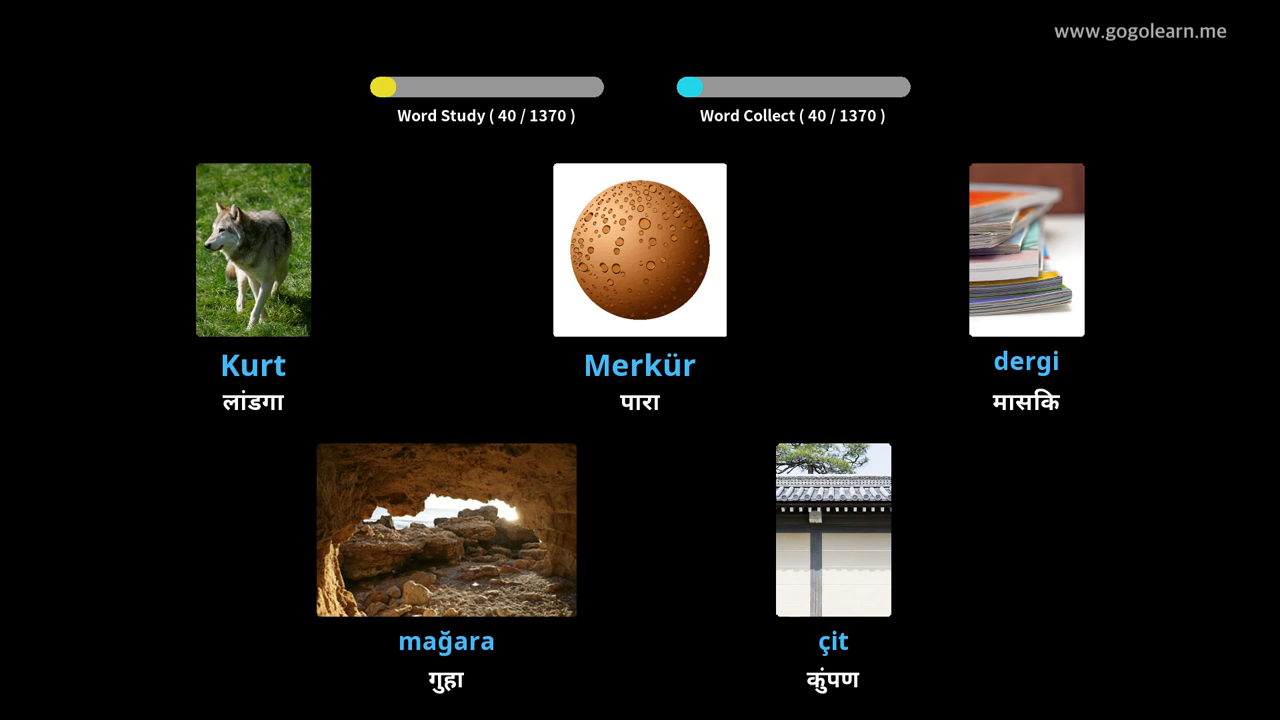 www.gogolearn.me
Word Study ( 40 / 1370 )
Word Collect ( 40 / 1370 )
Kurt
लांडगा
Merkür
पारा
dergi
मासकि
mağara
गुहा
çit
कुंपण